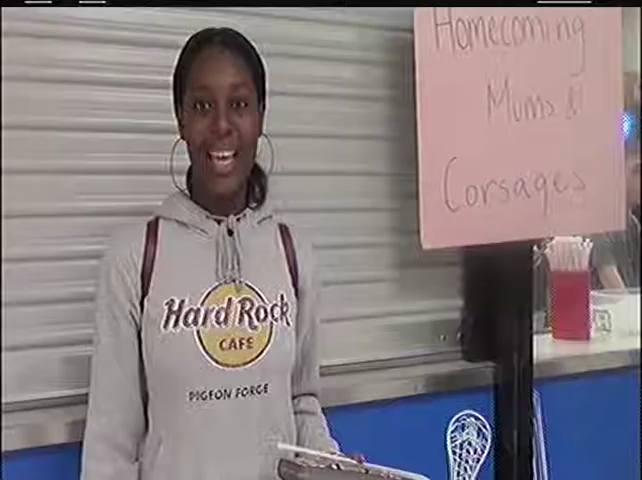 Homecoming
Mums &
Corsages
Hard Rock
CAFE
PIGEON FORGE